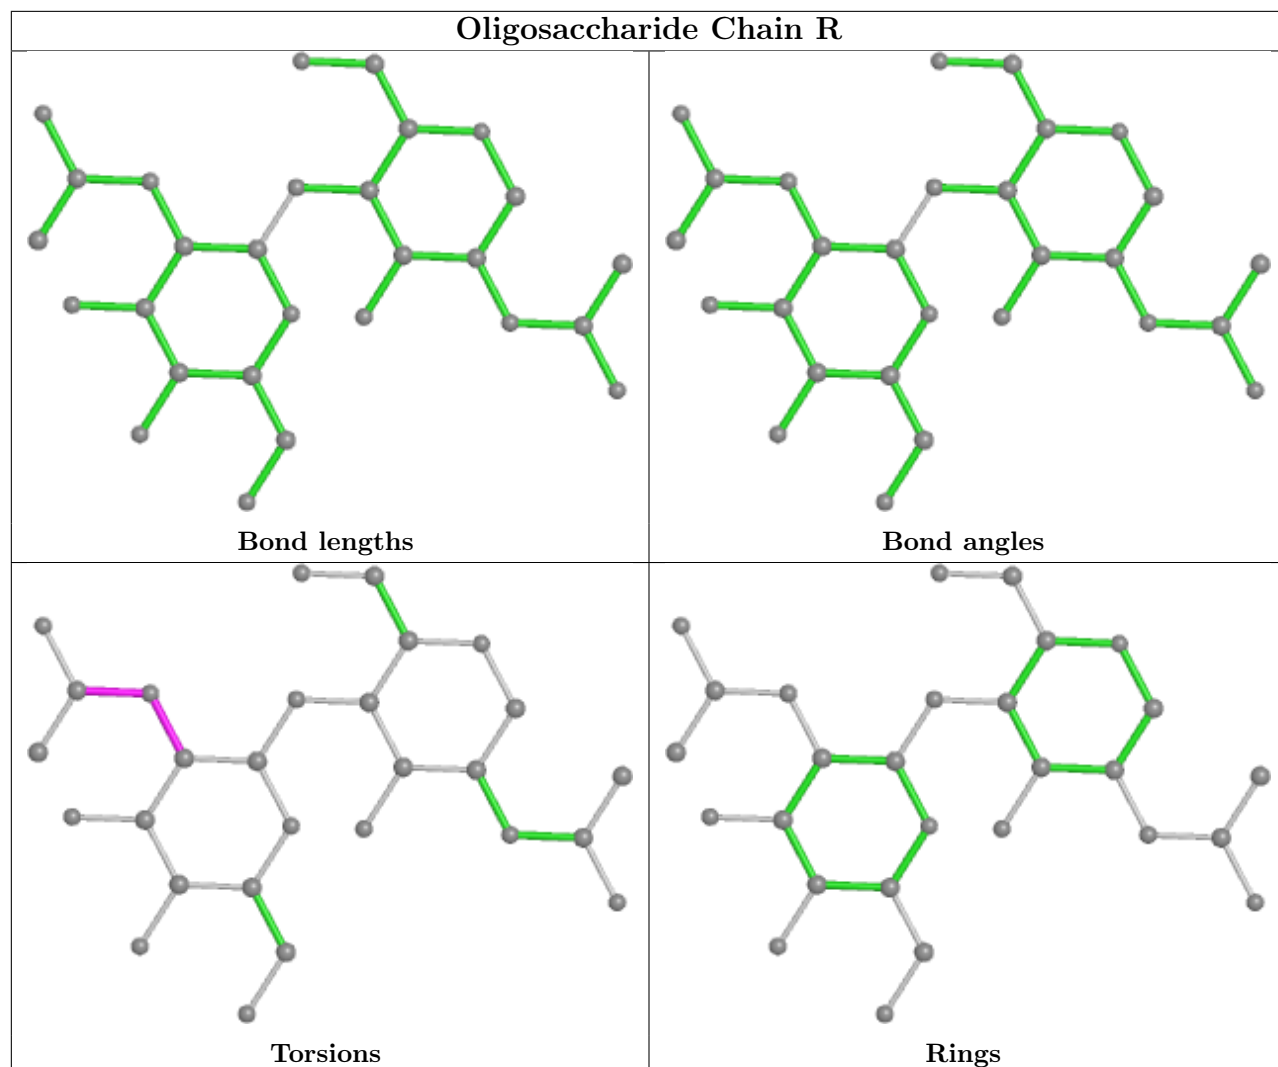 Oligosaccharide Chain R
Bond lengths
Bond angles
Torsions
Rings